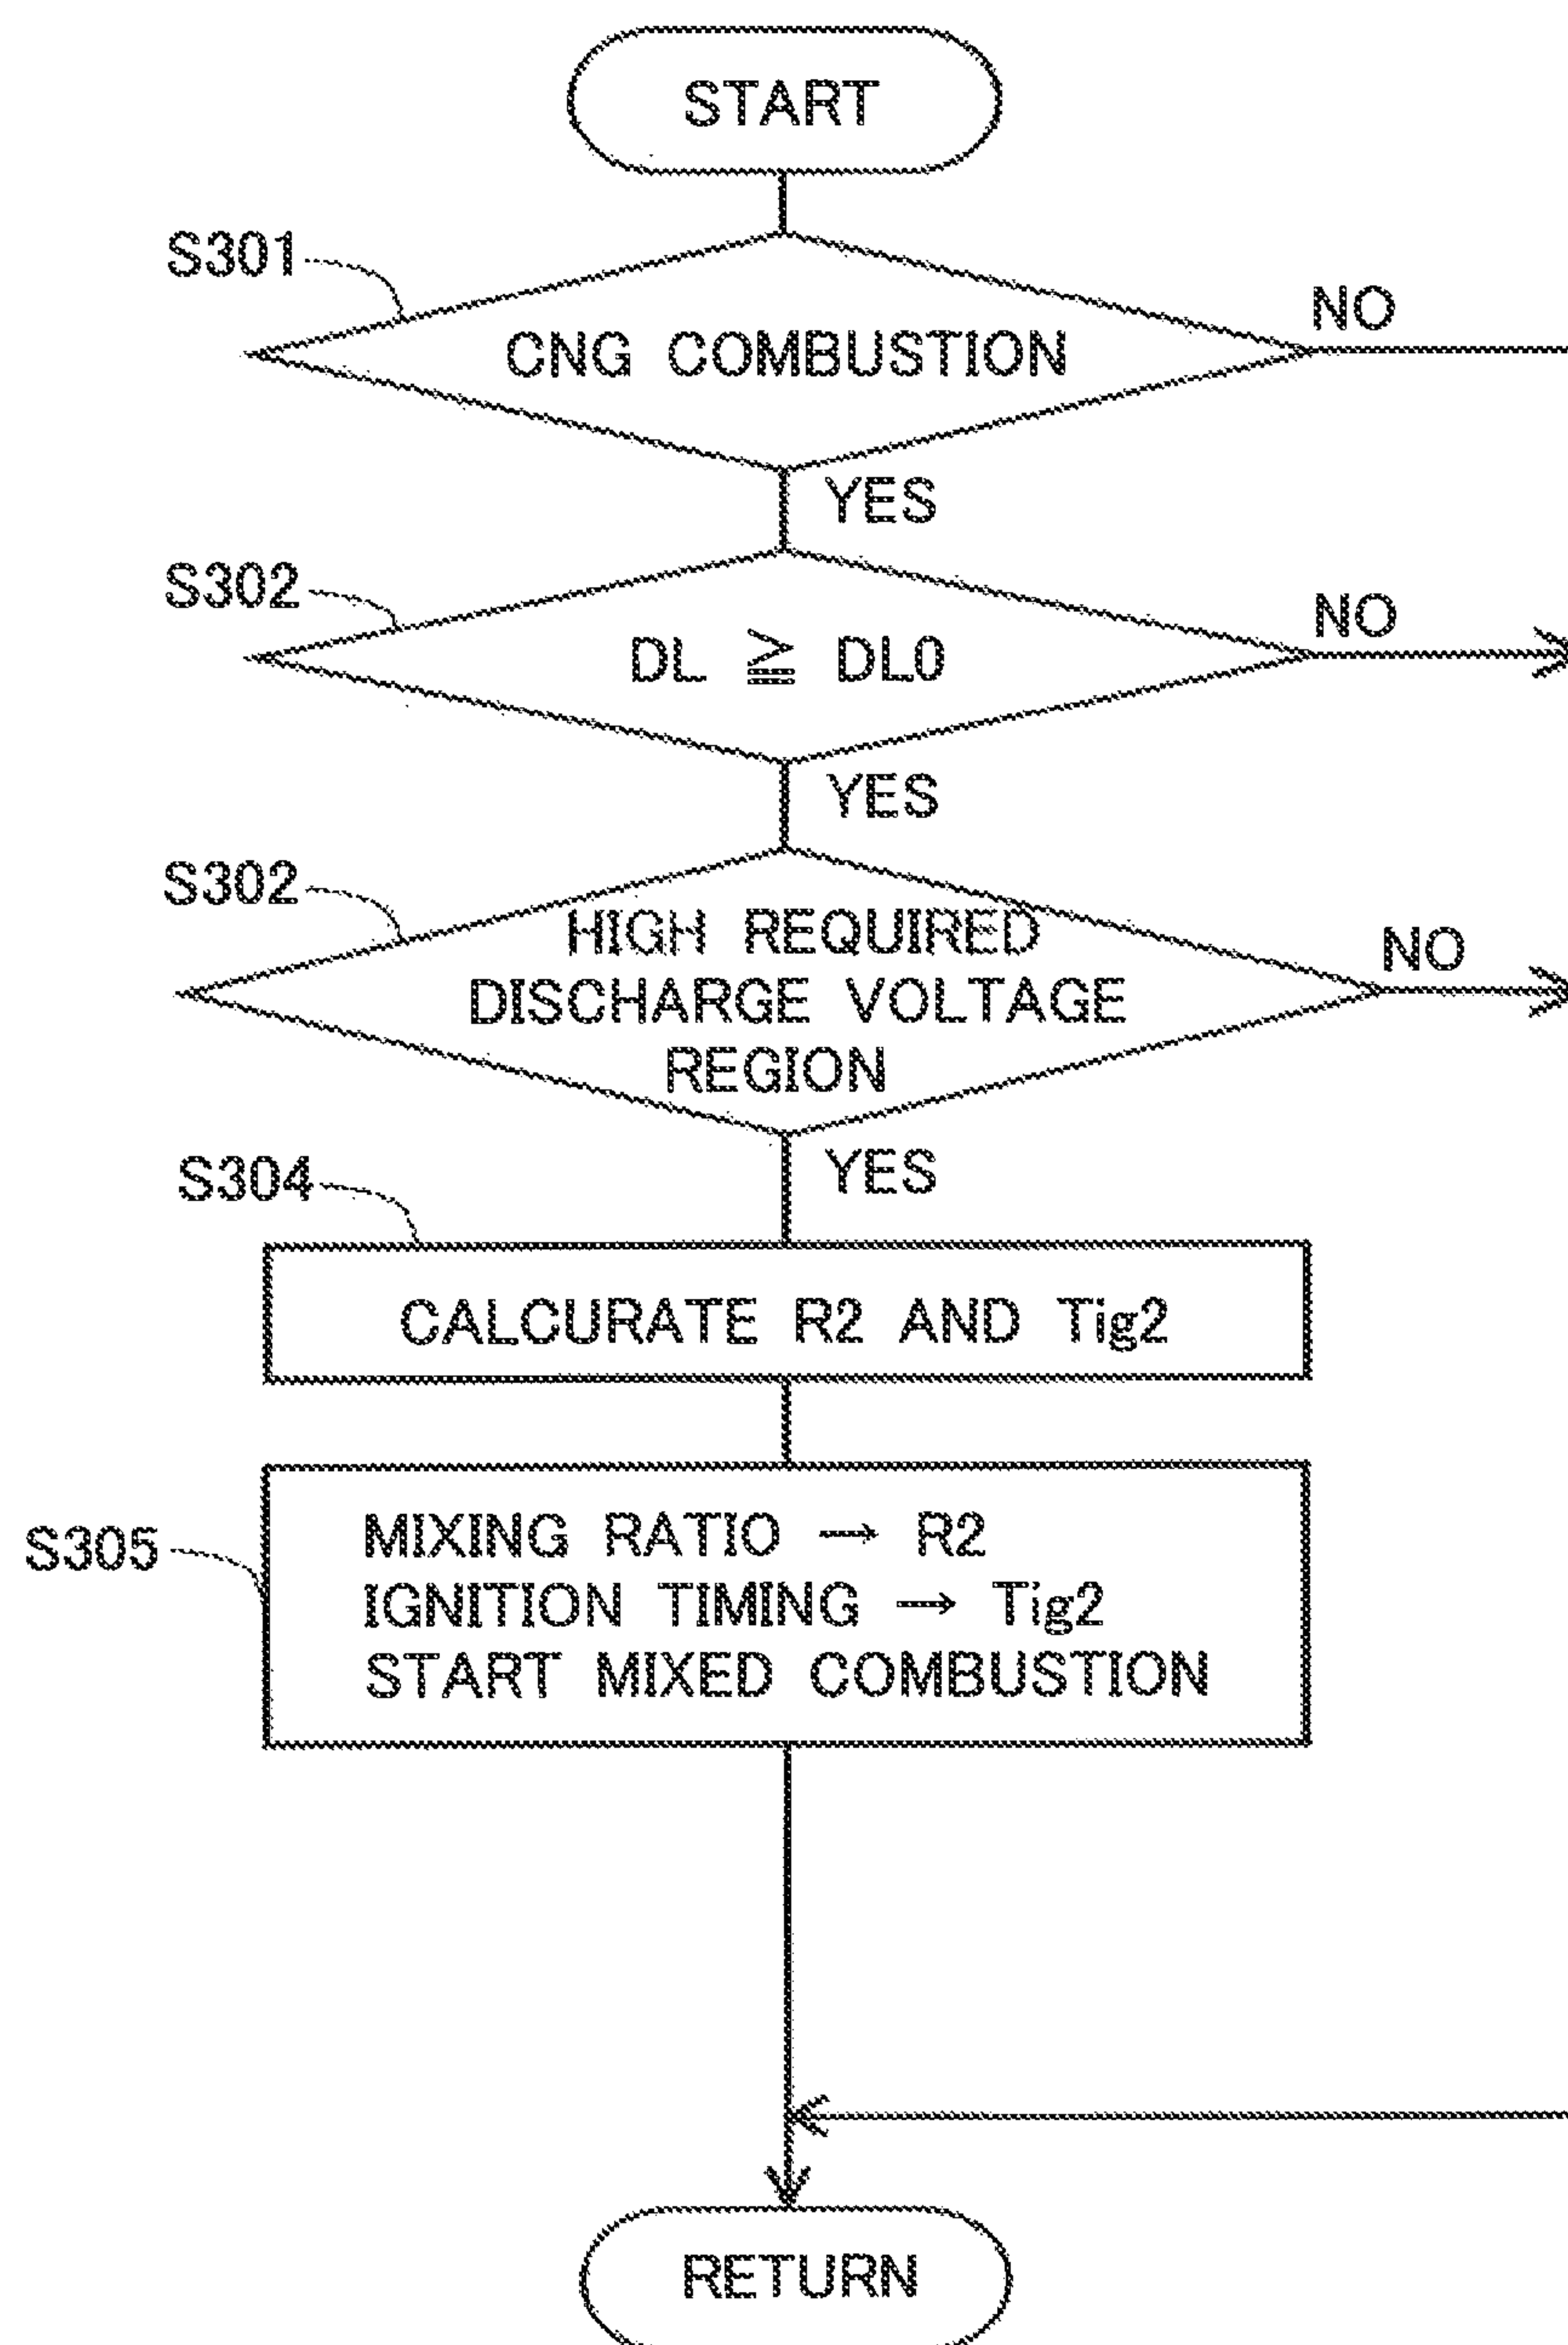 START
S301
CNG COMBUSTION
NO
YES
S302
DL ≧ DL0
NO
YES
S302
HIGH REQUIRED
DISCHARGE VOLTAGE
REGION
NO
YES
S304
CALCURATE R2 AND Tig2
S305
MIXING RATIO → R2
IGNITION TIMING → Tig2
START MIXED COMBUSTION
RETURN